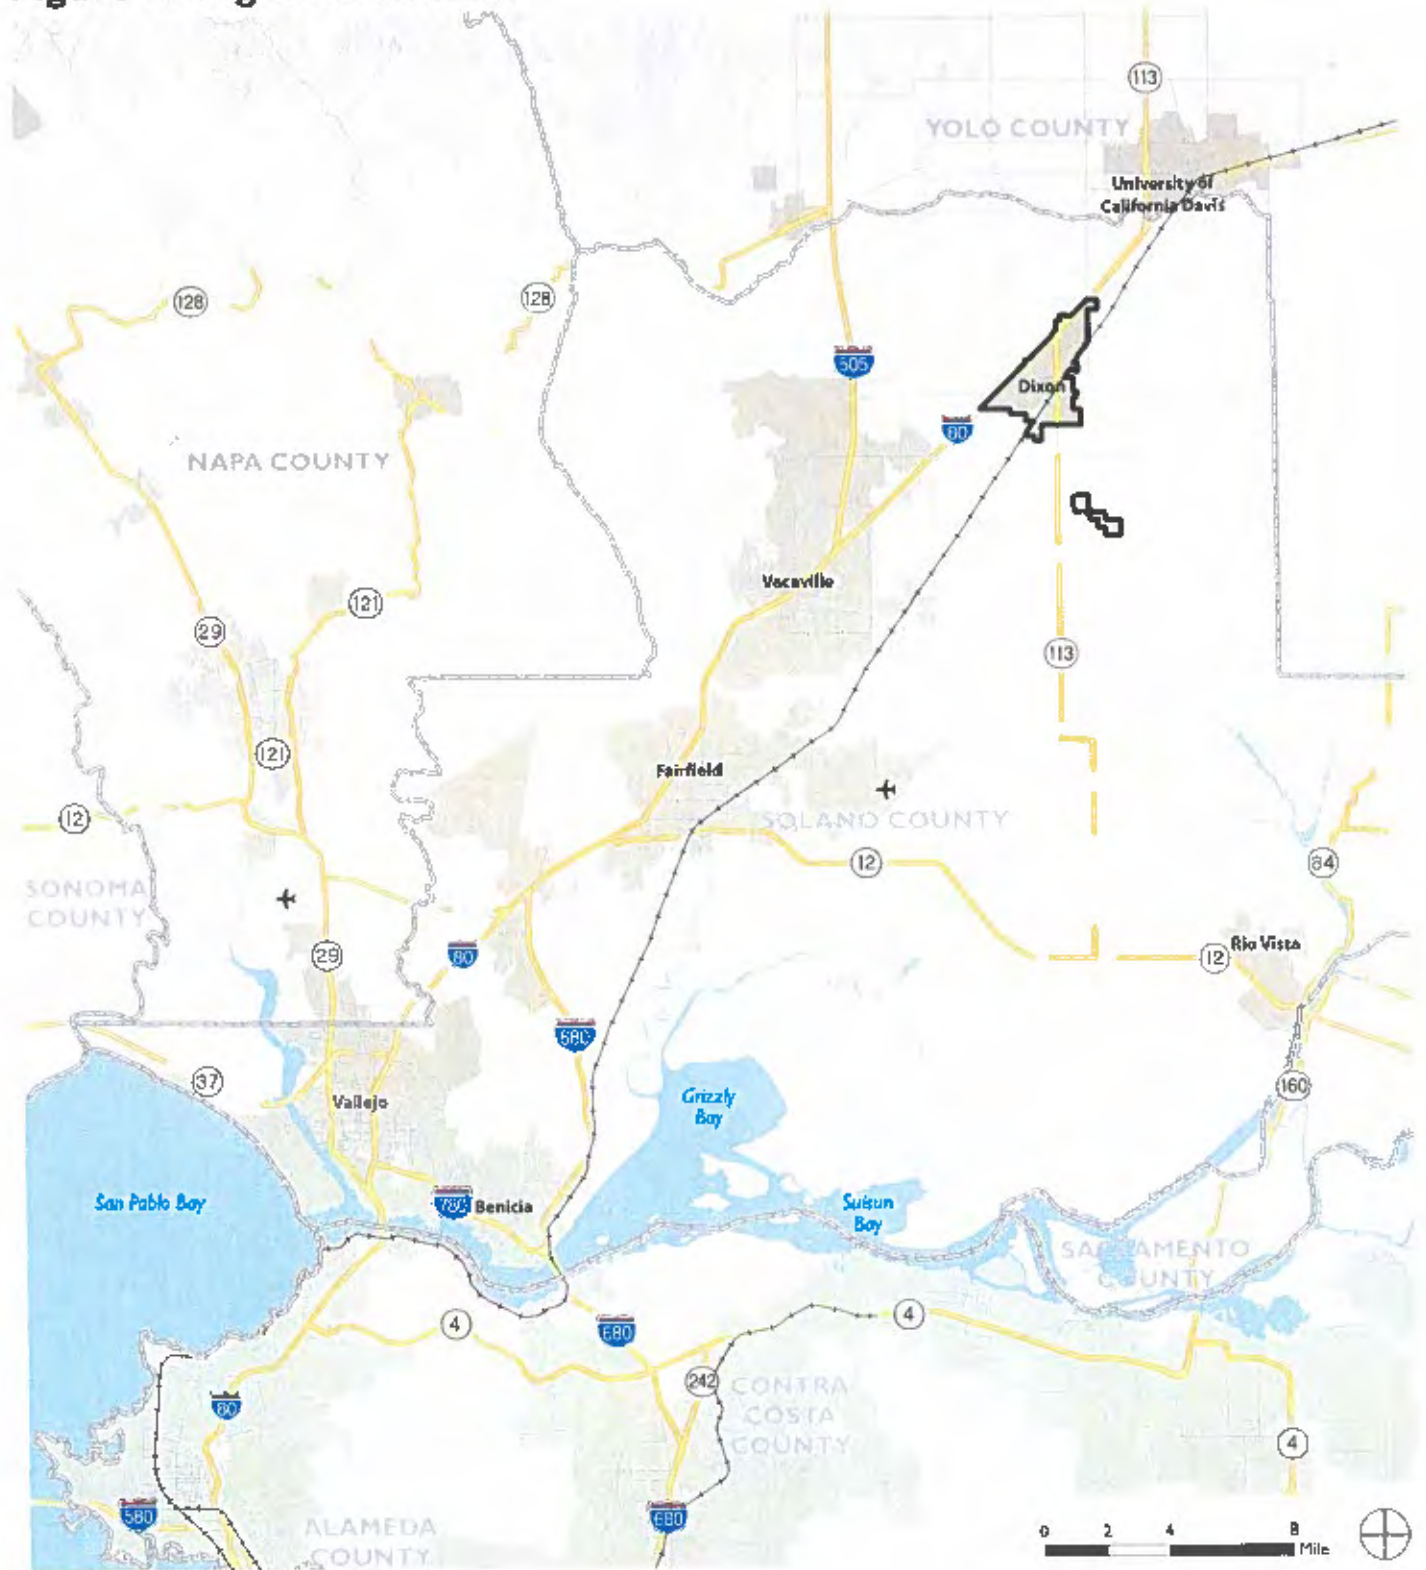 113
YOLO COUNTY
University of
California Davis
128
128
505
Dixon
80
NAPA COUNTY
Vacaville
121
29
113
121
Fairfield
12
SOLANO COUNTY
12
84
SONOMA
COUNTY
29
80
12
Rio Vista
680
37
Vallejo
Grizzly
Bay
160
San Pablo Bay
780
Benicia
Suisun
Bay
SACRAMENTO
COUNTY
4
680
4
242
CONTRA
COSTA
COUNTY
80
4
580
680
ALAMEDA
COUNTY
0 2 4 8
Mile